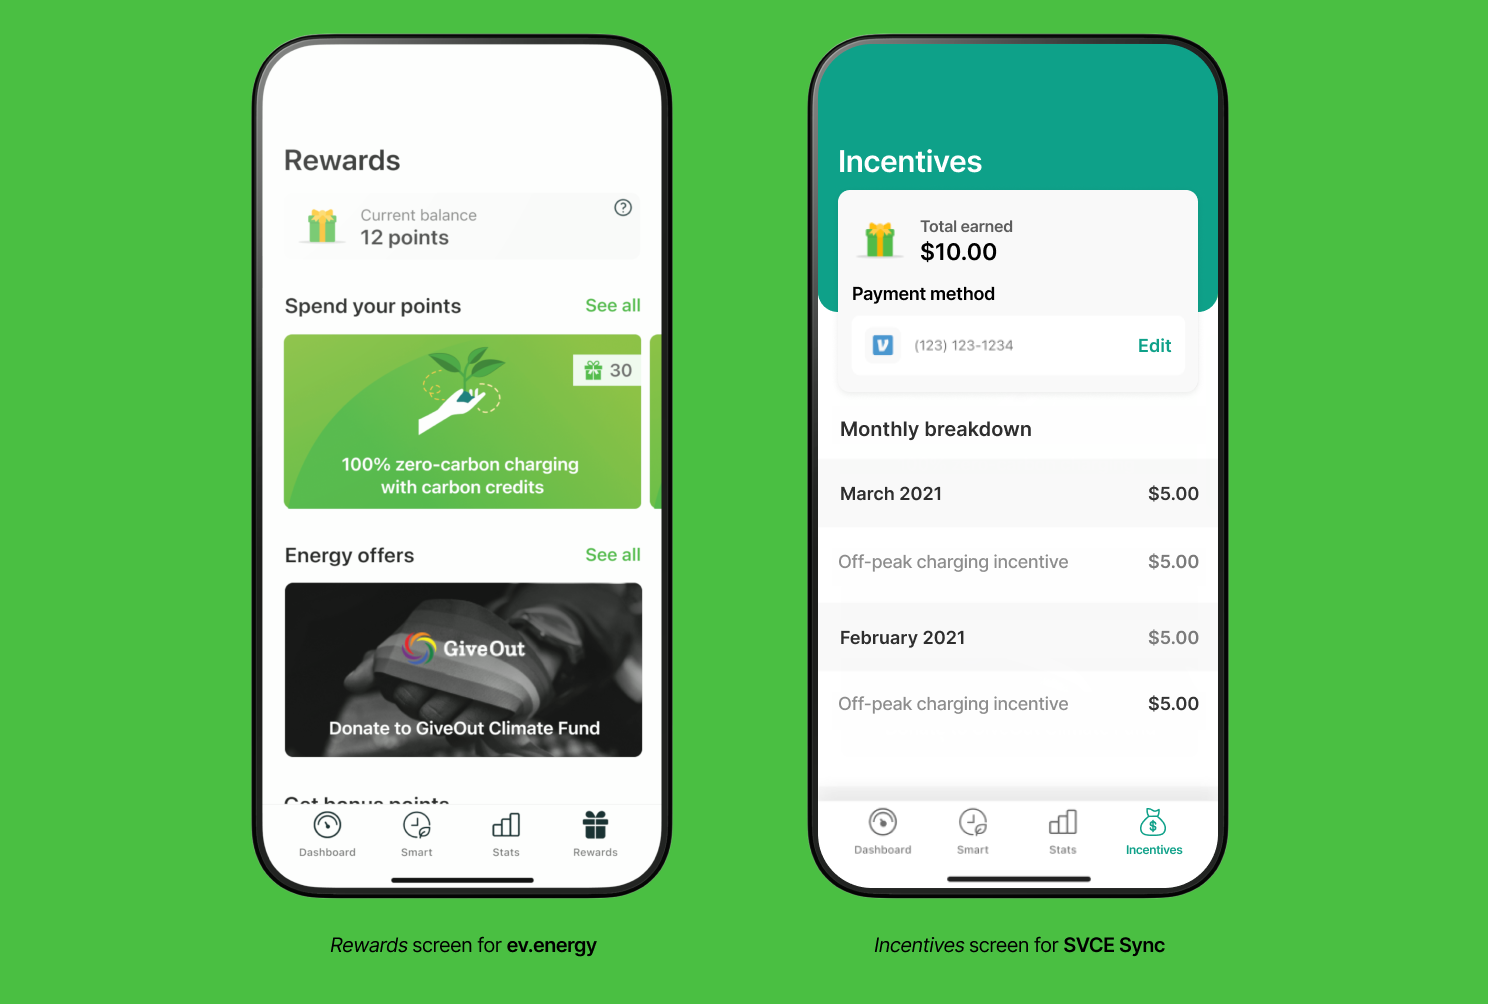 Rewards
Current balance
12 points
Spend your points
See all
30
100% zero-carbon charging
with carbon credits
Energy offers
See all
GiveOut
Donate to GiveOut Climate Fund
Get bonus points
Dashboard
Smart
Stats
Rewards
Rewards screen for ev.energy
Incentives
Total earned
$10.00
Payment method
(123) 123-1234
Edit
Monthly breakdown
March 2021
$5.00
Off-peak charging incentive
$5.00
February 2021
$5.00
Off-peak charging incentive
$5.00
Dashboard
Smart
Stats
Incentives
Incentives screen for SVCE Sync